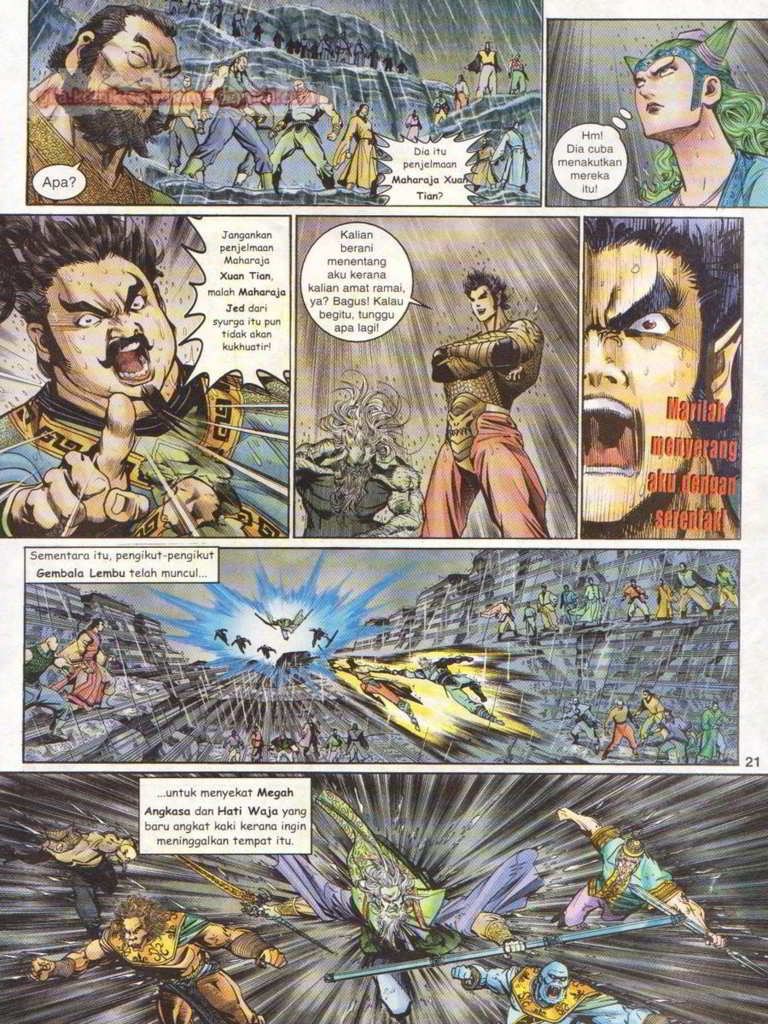 Apa?
Dia itu
penjelmaan
Maharaja Xuan
Tian?
Hm!
Dia cuba
menakutkan
mereka
itu!
Jangankan
penjelmaan
Maharaja
Xuan Tian,
malah Maharaja
Jed dari
syurga itu pun
tidak akan
kukhuatir!
Kalian
berani
menentang
aku kerana
kalian amat ramai,
ya? Bagus! Kalau
begitu, tunggu
apa lagi!
Marilah
menyerang
aku dengan
serentak!
Sementara itu, pengikut-pengikut
Gembala Lembu telah muncul...
21
...untuk menyekat Megah
Angkasa dan Hati Waja yang
baru angkat kaki kerana ingin
meninggalkan tempat itu.